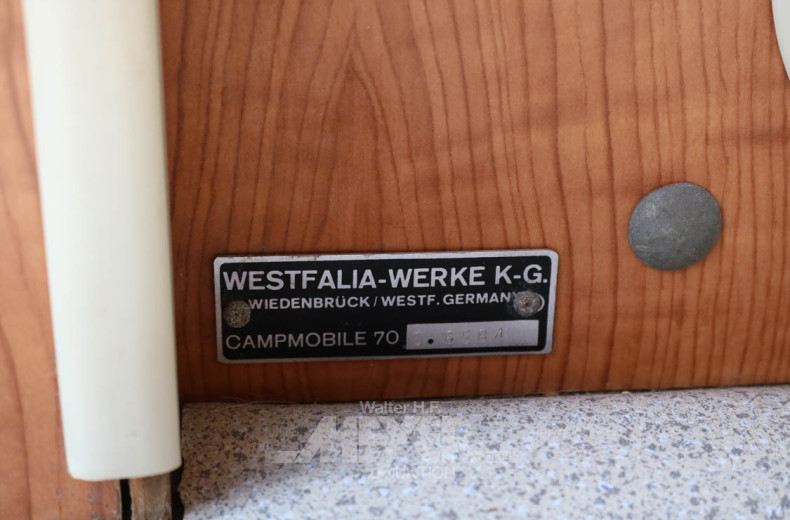 WESTFALIA-WERKE K-G.
WIEDENBRÜCK/WESTF. GERMANY
CAMPMOBILE 70
Walter H.F.